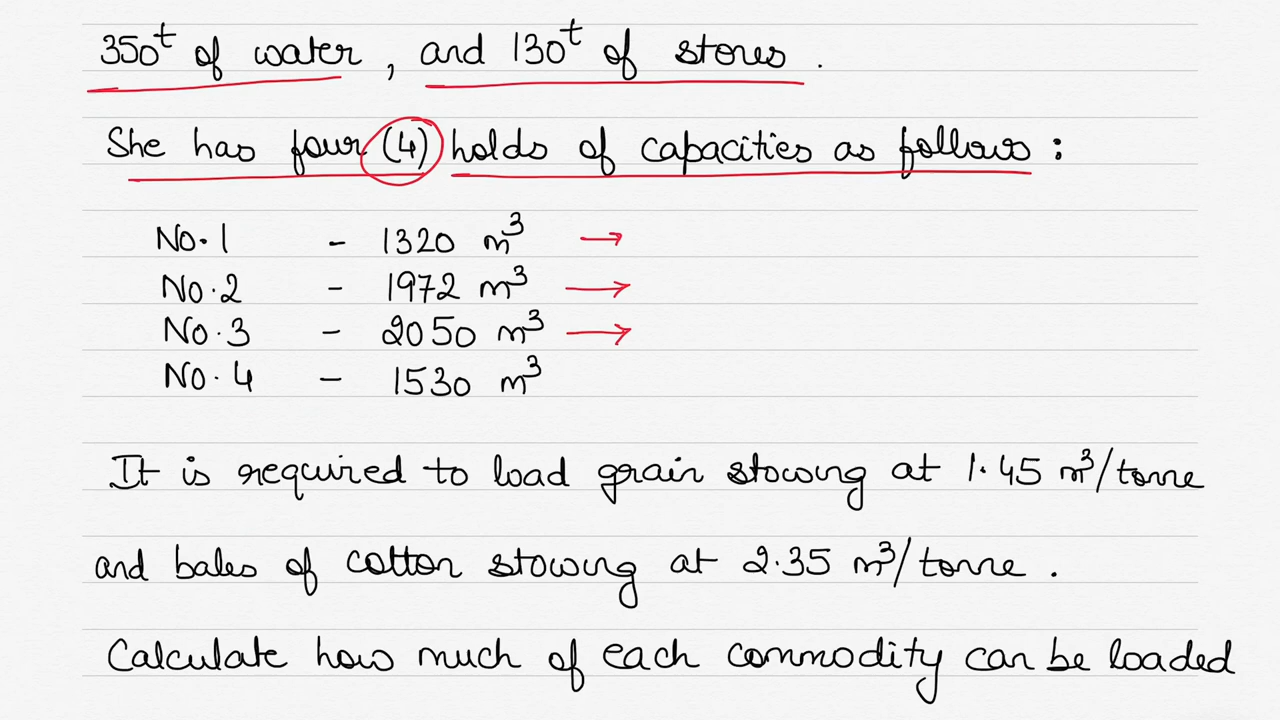 350t of water, and 130t of stores.
She has four (4) holds of capacities as follows:
No.1 - 1320 m³ →
No.2 - 1972 m³ →
No.3 - 2050 m³ →
No.4 - 1530 m³
It is required to load grain stowing at 1.45 m³/tonne
and bales of cotton stowing at 2.35 m³/tonne.
Calculate how much of each commodity can be loaded